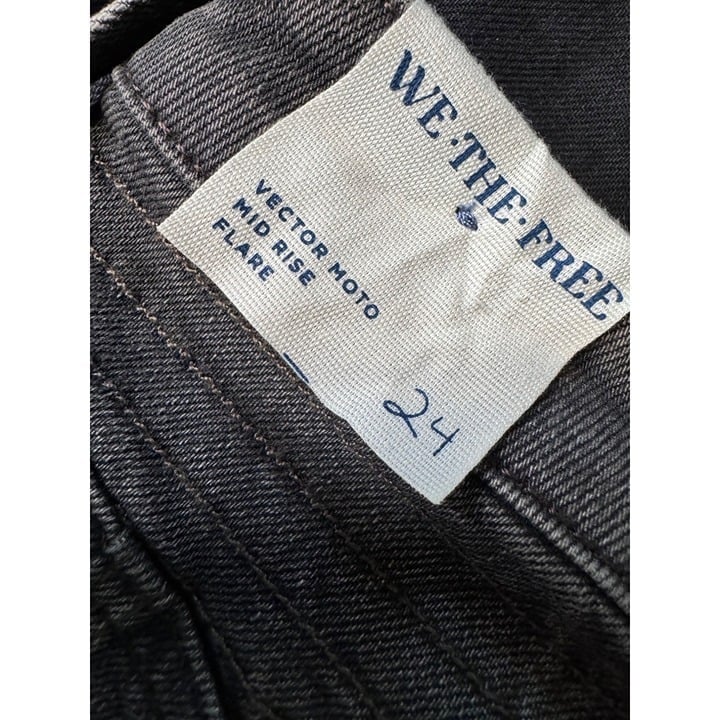 WE·THE·FREE
VECTOR MOTO
MID RISE
FLARE
24